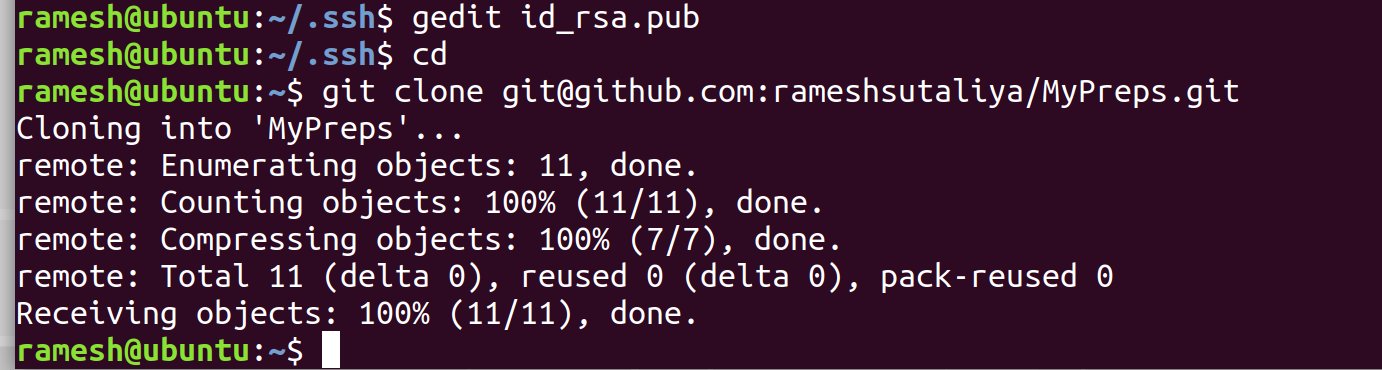 ramesh@ubuntu:~/.ssh$ gedit id_rsa.pub
ramesh@ubuntu:~/.ssh$ cd
ramesh@ubuntu:~$ git clone git@github.com:rameshsutaliya/MyPreps.git
Cloning into 'MyPreps'...
remote: Enumerating objects: 11, done.
remote: Counting objects: 100% (11/11), done.
remote: Compressing objects: 100% (7/7), done.
remote: Total 11 (delta 0), reused 0 (delta 0), pack-reused 0
Receiving objects: 100% (11/11), done.
ramesh@ubuntu:~$